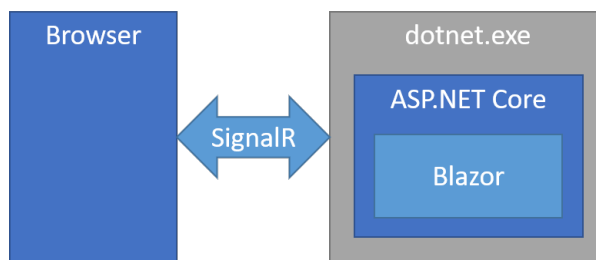 Browser
SignalR
dotnet.exe
ASP.NET Core
Blazor